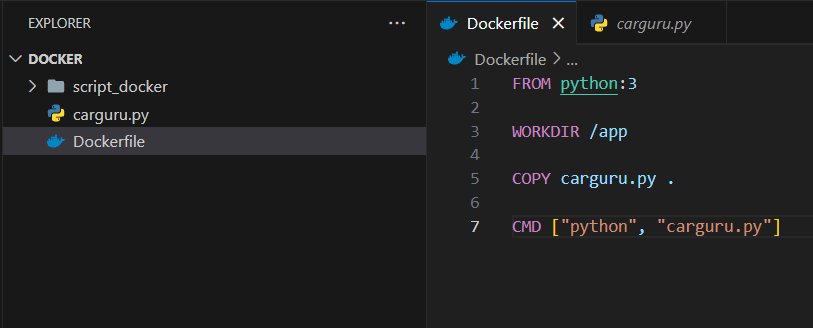 EXPLORER
...
DOCKER
script_docker
carguru.py
Dockerfile
Dockerfile
carguru.py
Dockerfile > ...
1 FROM python:3
2
3 WORKDIR /app
4
5 COPY carguru.py .
6
7 CMD ["python", "carguru.py"]